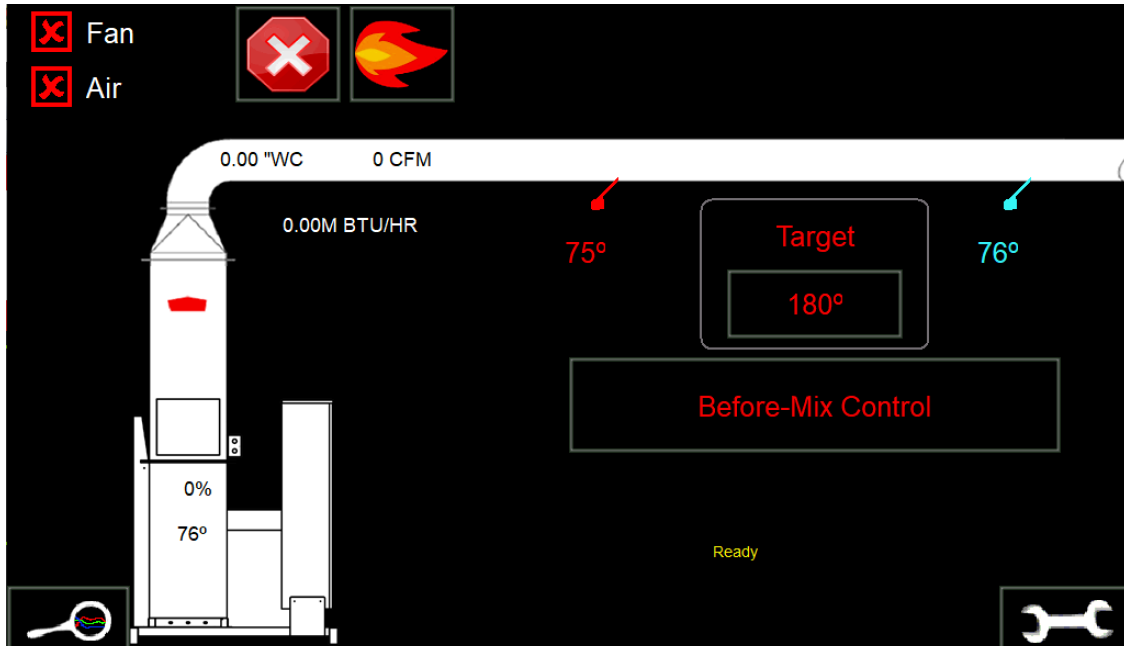 Fan
Air
0.00 "WC
0 CFM
0.00M BTU/HR
75º
Target
180º
76º
Before-Mix Control
0%
76º
Ready